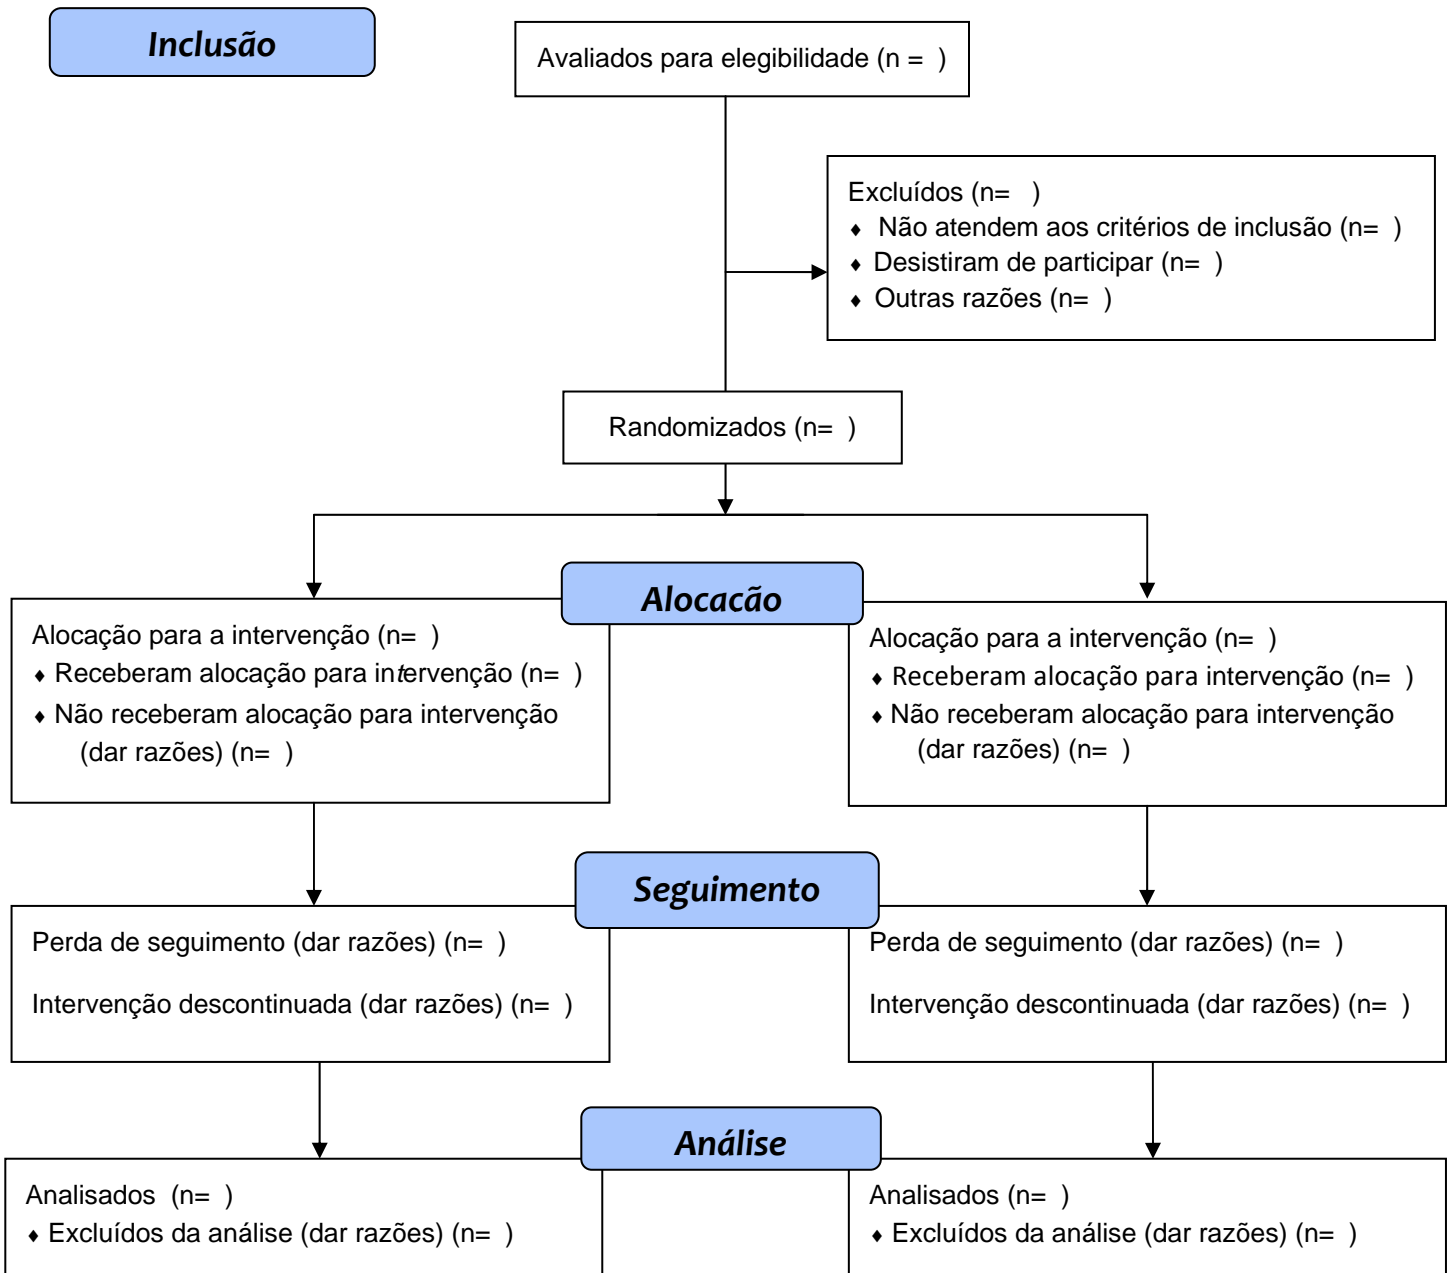 Inclusão
Avaliados para elegibilidade (n =  )
Excluídos (n=  )
♦ Não atendem aos critérios de inclusão (n=  )
♦ Desistiram de participar (n=  )
♦ Outras razões (n=  )
Randomizados (n=  )
Alocacão
Alocação para a intervenção (n=  )
♦ Receberam alocação para intervenção (n=  )
♦ Não receberam alocação para intervenção
(dar razões) (n=  )
Alocação para a intervenção (n=  )
♦ Receberam alocação para intervenção (n=  )
♦ Não receberam alocação para intervenção
(dar razões) (n=  )
Seguimento
Perda de seguimento (dar razões) (n=  )
Intervenção descontinuada (dar razões) (n=  )
Perda de seguimento (dar razões) (n=  )
Intervenção descontinuada (dar razões) (n=  )
Análise
Analisados  (n=  )
♦ Excluídos da análise (dar razões) (n=  )
Analisados (n=  )
♦ Excluídos da análise (dar razões) (n=  )